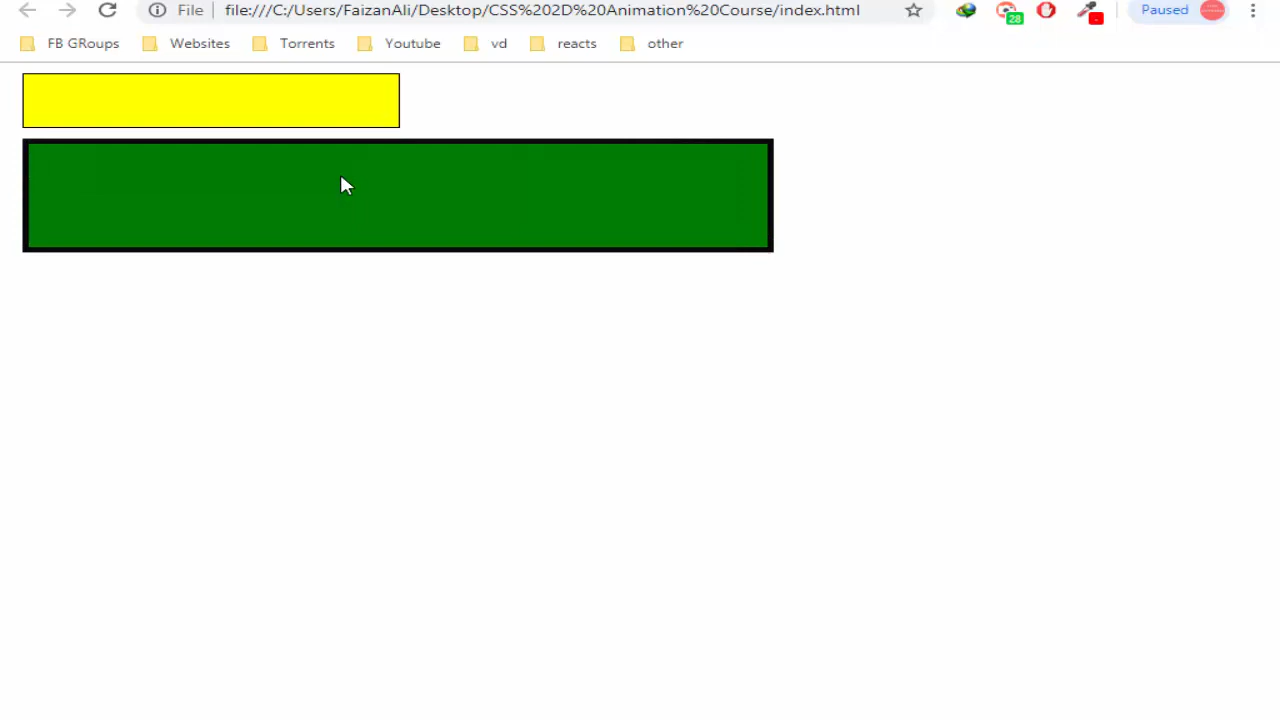 File file:///C:/Users/FaizanAli/Desktop/CSS%202D%20Animation%20Course/index.html 28 Paused
FB GRoups Websites Torrents Youtube vd reacts other